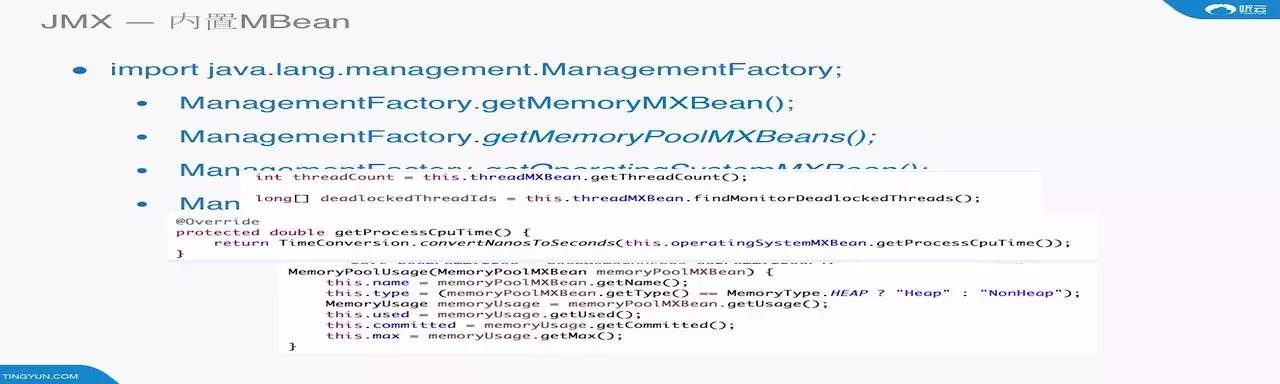 JMX — 内置MBean
听云
import java.lang.management.ManagementFactory;
ManagementFactory.getMemoryMXBean();
ManagementFactory.getMemoryPoolMXBeans();
ManagementFactory.getOperatingSystemMXBean();
Man
int threadCount = this.threadMXBean.getThreadCount();
long[] deadlockedThreadIds = this.threadMXBean.findMonitorDeadlockedThreads();
@Override
protected double getProcessCpuTime() {
return TimeConversion.convertNanosToSeconds(this.operatingSystemMXBean.getProcessCpuTime());
}
MemoryPoolUsage(MemoryPoolMXBean memoryPoolMXBean) {
this.name = memoryPoolMXBean.getName();
this.type = (memoryPoolMXBean.getType() == MemoryType.HEAP ? "Heap" : "NonHeap");
MemoryUsage memoryUsage = memoryPoolMXBean.getUsage();
this.used = memoryUsage.getUsed();
this.committed = memoryUsage.getCommitted();
this.max = memoryUsage.getMax();
}
TINGYUN.COM